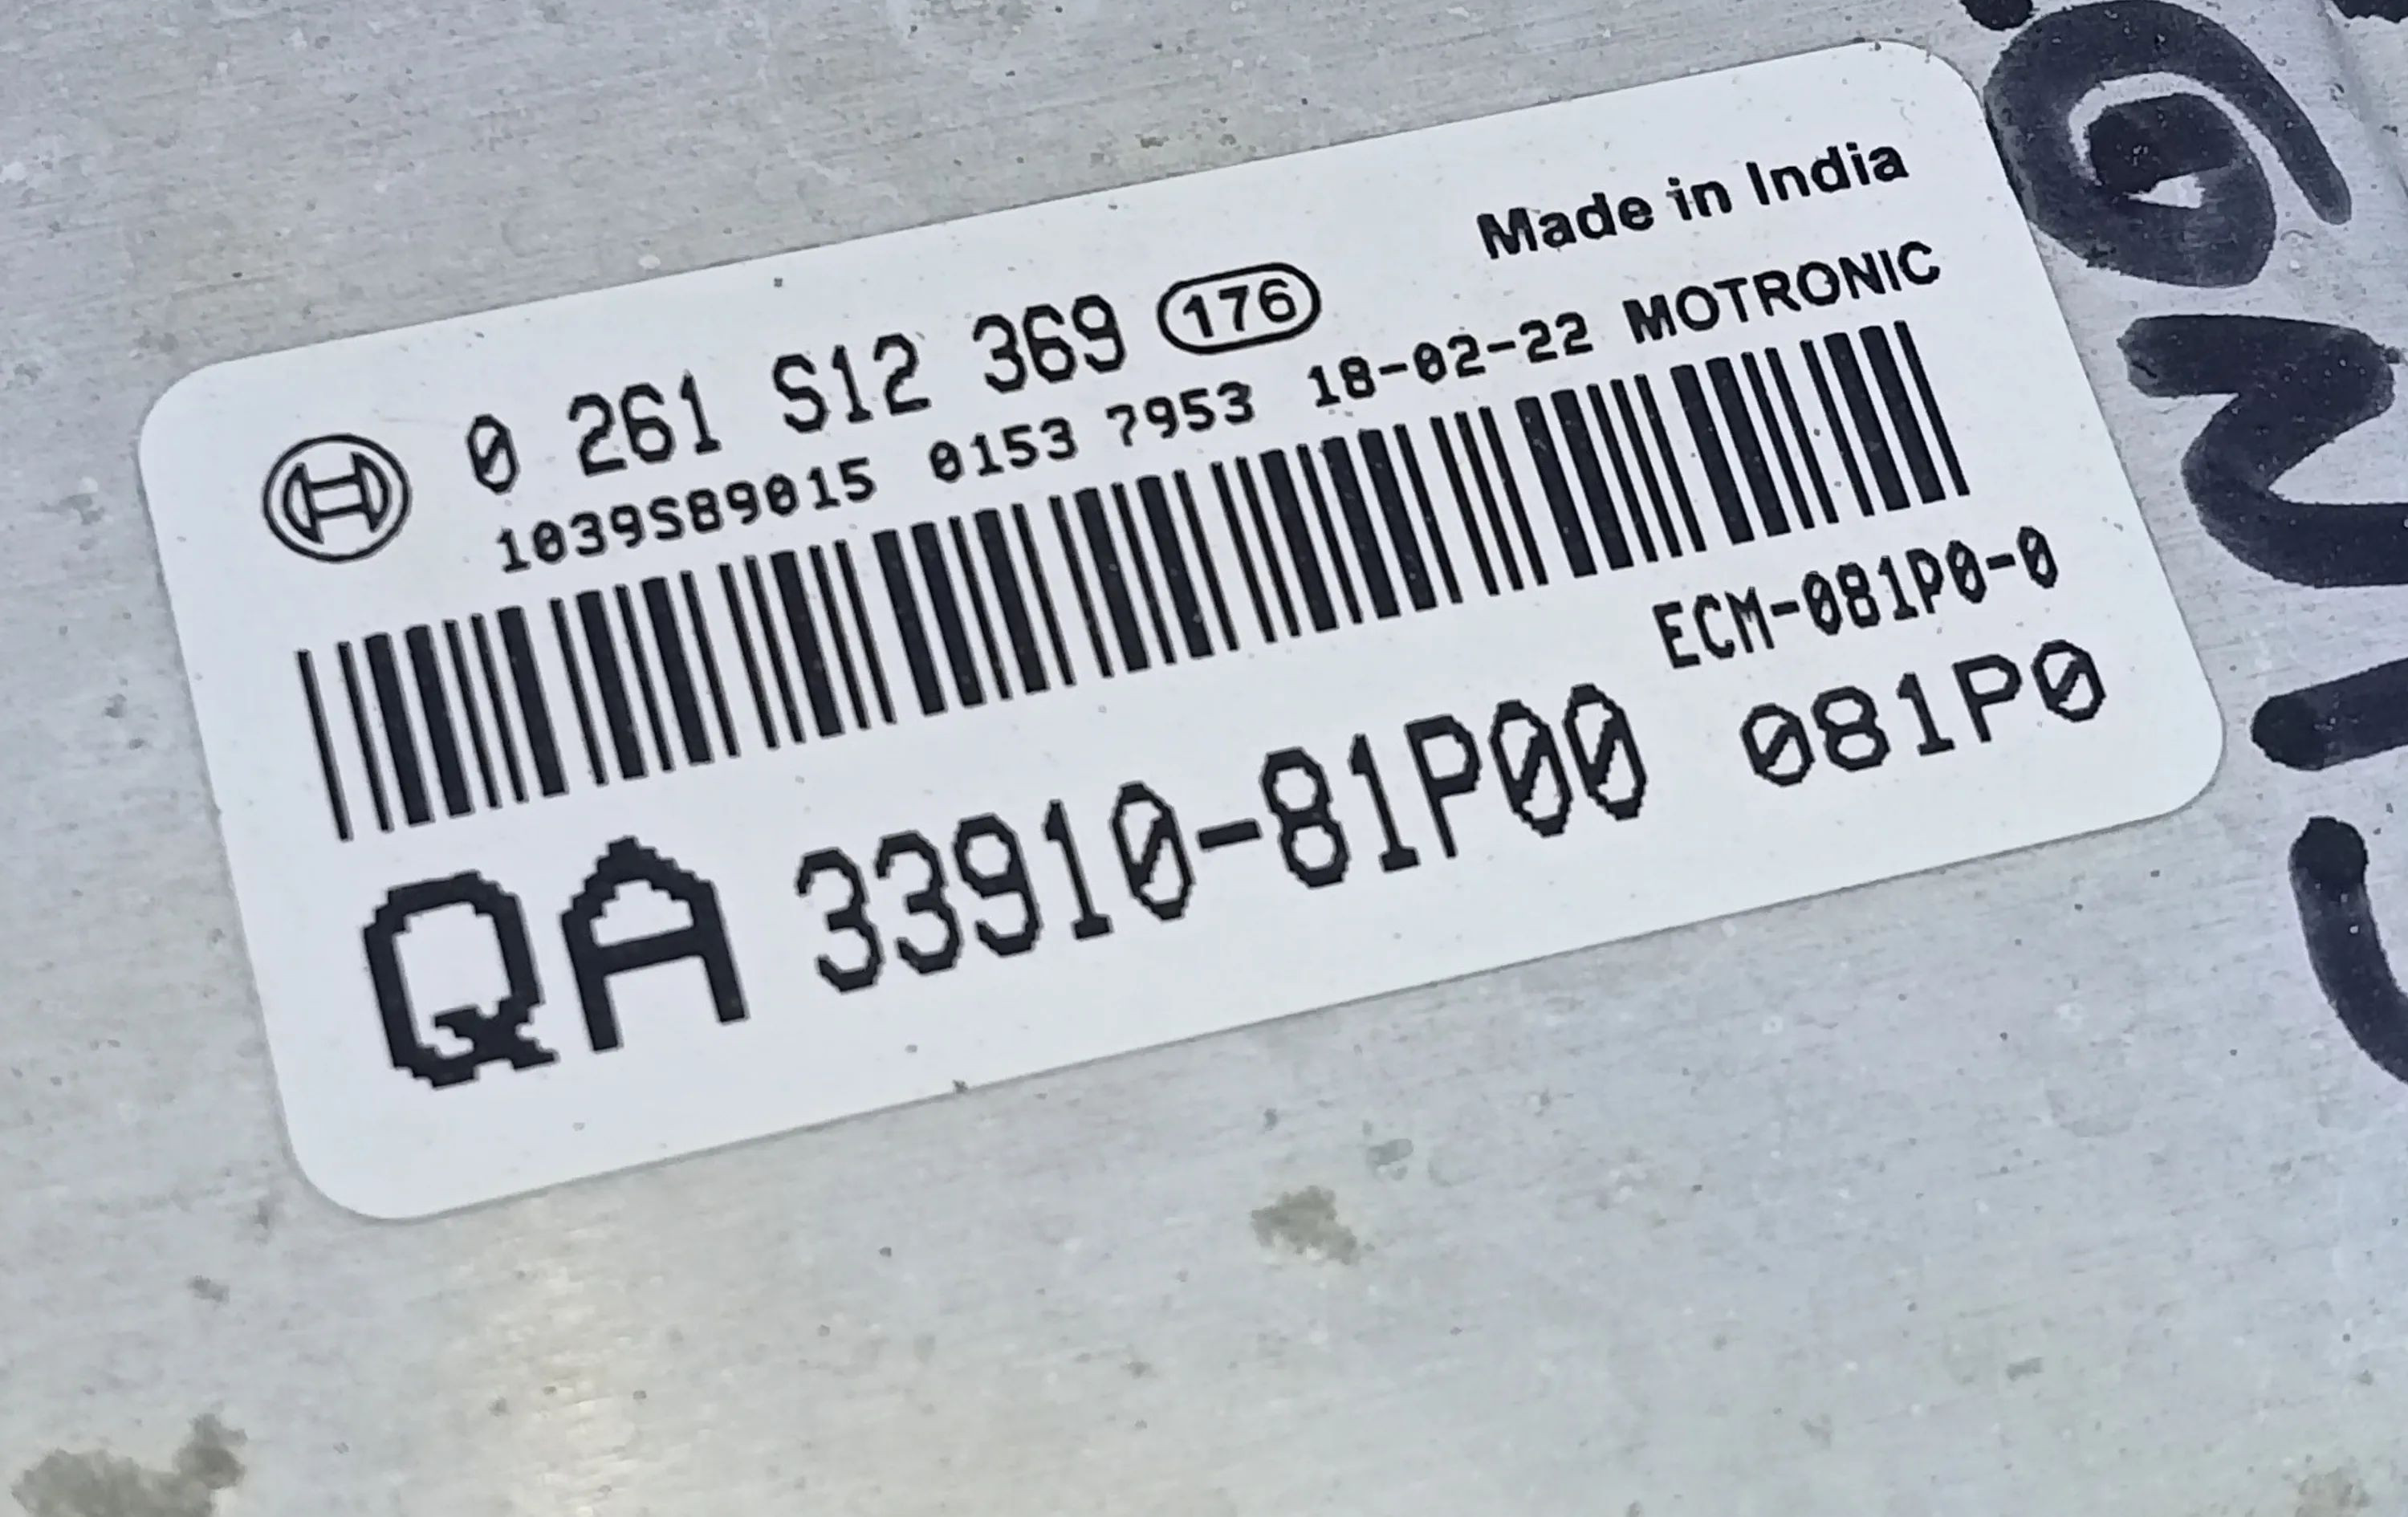 Made in India
0 261 S12 369 176
1039S89015 0153 7953 18-02-22 MOTRONIC
ECM-081P0-0
QA 33910-81P00 081P0